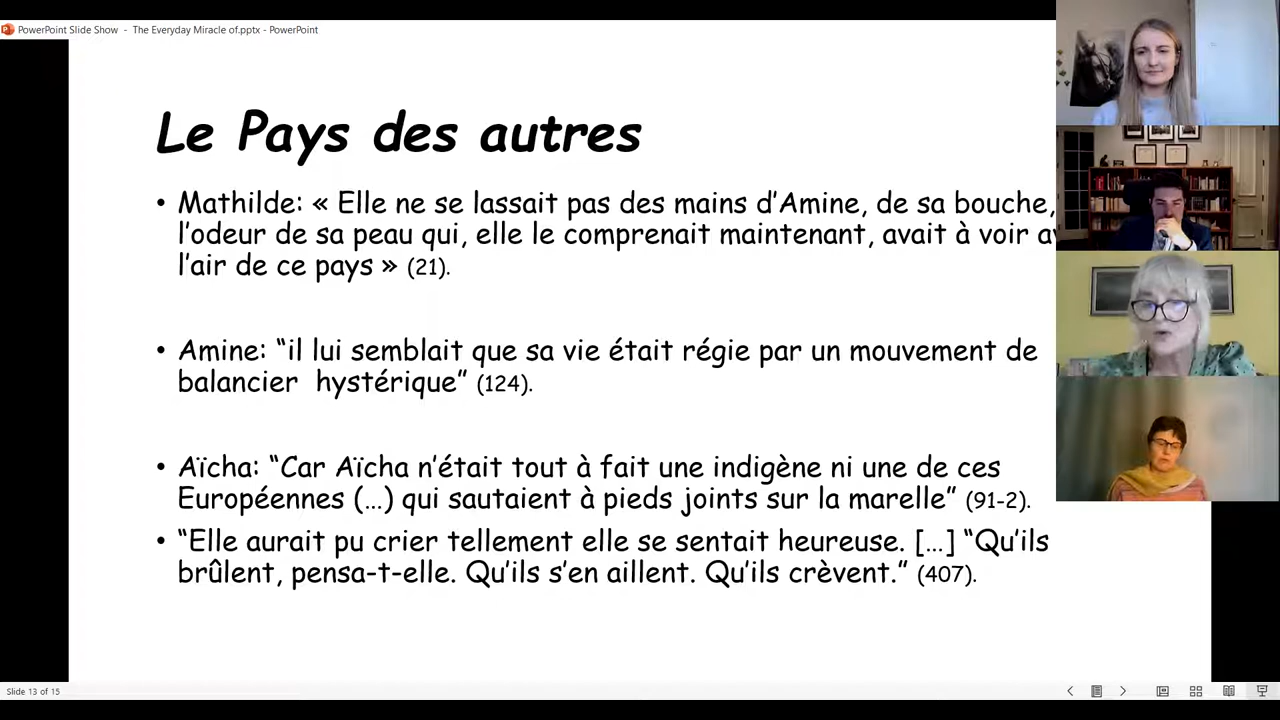 PowerPoint Slide Show - The Everyday Miracle of.pptx - PowerPoint
Le Pays des autres
• Mathilde: « Elle ne se lassait pas des mains d’Amine, de sa bouche,
l’odeur de sa peau qui, elle le comprenait maintenant, avait à voir
l’air de ce pays » (21).
• Amine: “il lui semblait que sa vie était régie par un mouvement de
balancier hystérique” (124).
• Aïcha: “Car Aïcha n’était tout à fait une indigène ni une de ces
Européennes (…) qui sautaient à pieds joints sur la marelle” (91-2).
• “Elle aurait pu crier tellement elle se sentait heureuse. […] “Qu’ils
brûlent, pensa-t-elle. Qu’ils s’en aillent. Qu’ils crèvent.” (407).
Slide 13 of 15